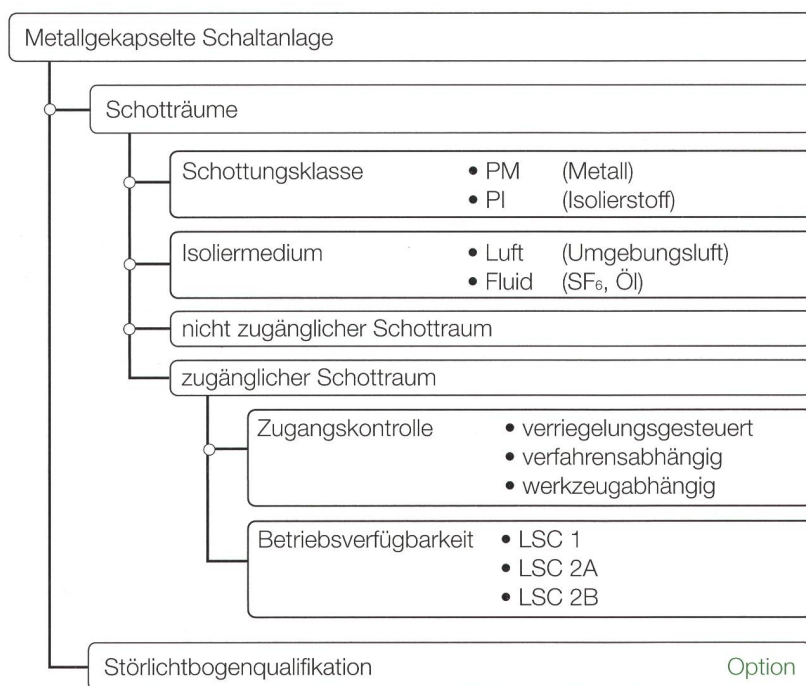 Metallgekapselte Schaltanlage
Schotträume
Schottungsklasse • PM (Metall)
• PI (Isolierstoff)
Isoliermedium • Luft (Umgebungsluft)
• Fluid (SF₆, Öl)
nicht zugänglicher Schottraum
zugänglicher Schottraum
Zugangskontrolle • verriegelungsgesteuert
• verfahrensabhängig
• werkzeugabhängig
Betriebsverfügbarkeit • LSC 1
• LSC 2A
• LSC 2B
Störlichtbogenqualifikation Option